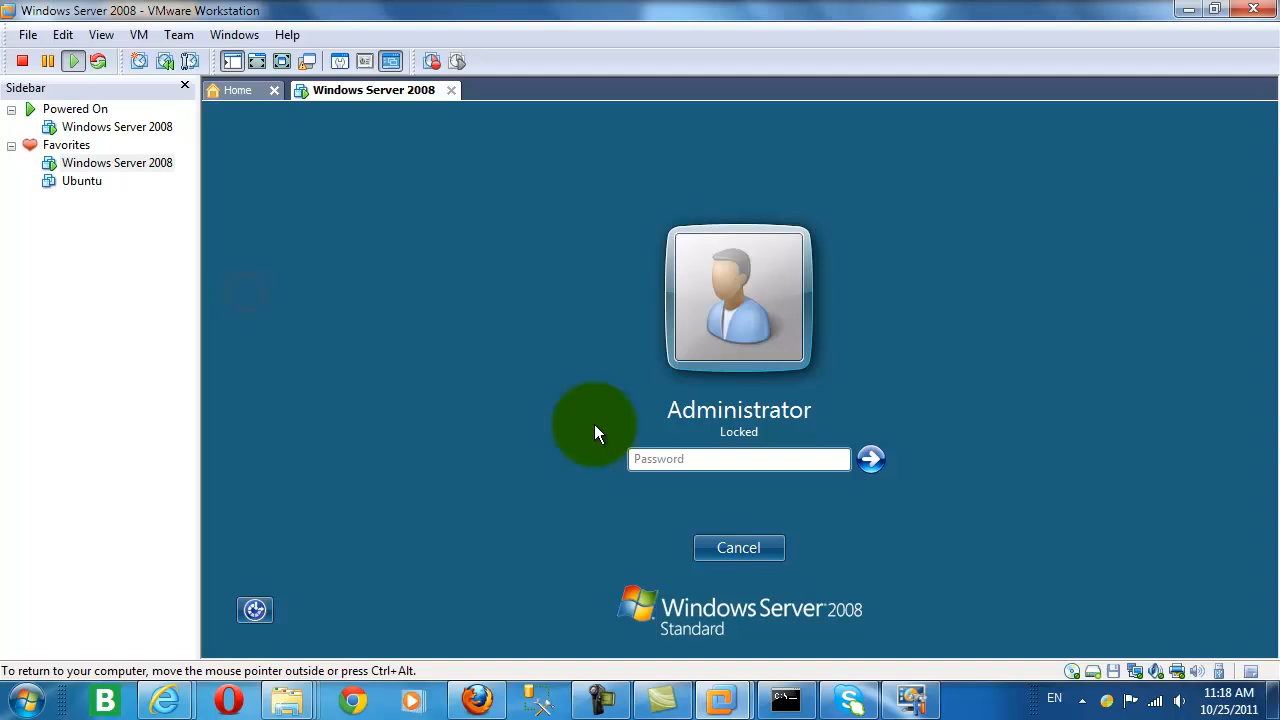 Windows Server 2008 - VMware Workstation
File Edit View VM Team Windows Help
Sidebar
Home
Windows Server 2008
Powered On
Windows Server 2008
Favorites
Windows Server 2008
Ubuntu
Administrator
Locked
Password
Cancel
Windows Server 2008
Standard
To return to your computer, move the mouse pointer outside or press Ctrl+Alt.
B
C:\.
EN
11:18 AM
10/25/2011